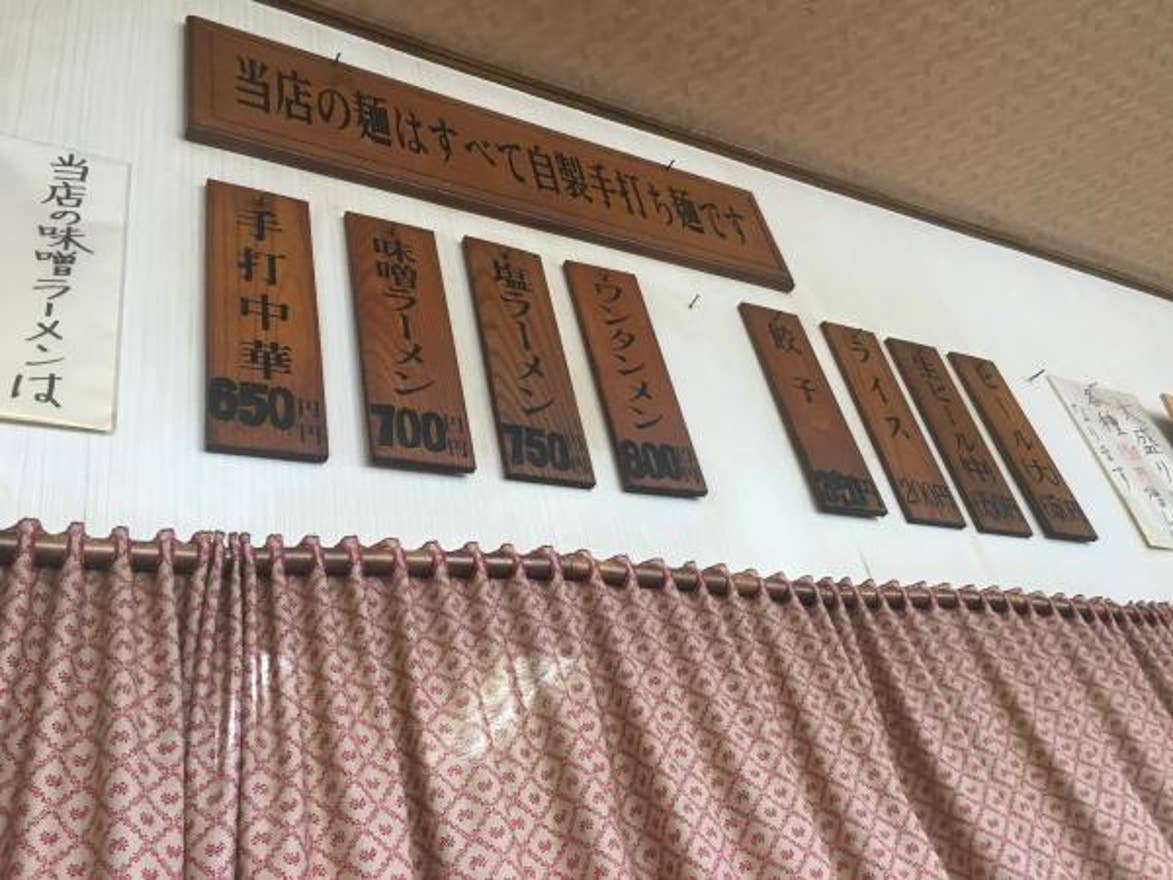 当店の麺はすべて自製手打ち麺です
当店の味噌ラーメンは
手打中華
650円
味噌ラーメン
700円
塩ラーメン
750円
ワンタンメン
800円
餃子
ライス
200円
生ビール中
ビール大